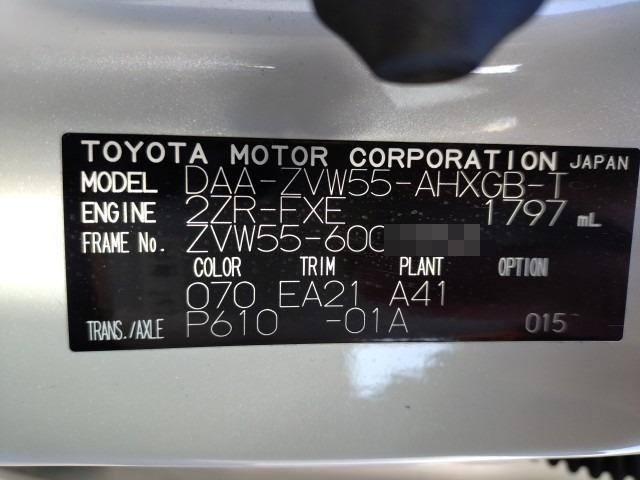 TOYOTA MOTOR CORPORATION JAPAN
MODEL DAA-ZVW55-AHXGB-T
ENGINE 2ZR-FXE 1797 mL
FRAME No. ZVW55-600
COLOR TRIM PLANT OPTION
070 EA21 A41
TRANS./AXLE P610 -01A 015